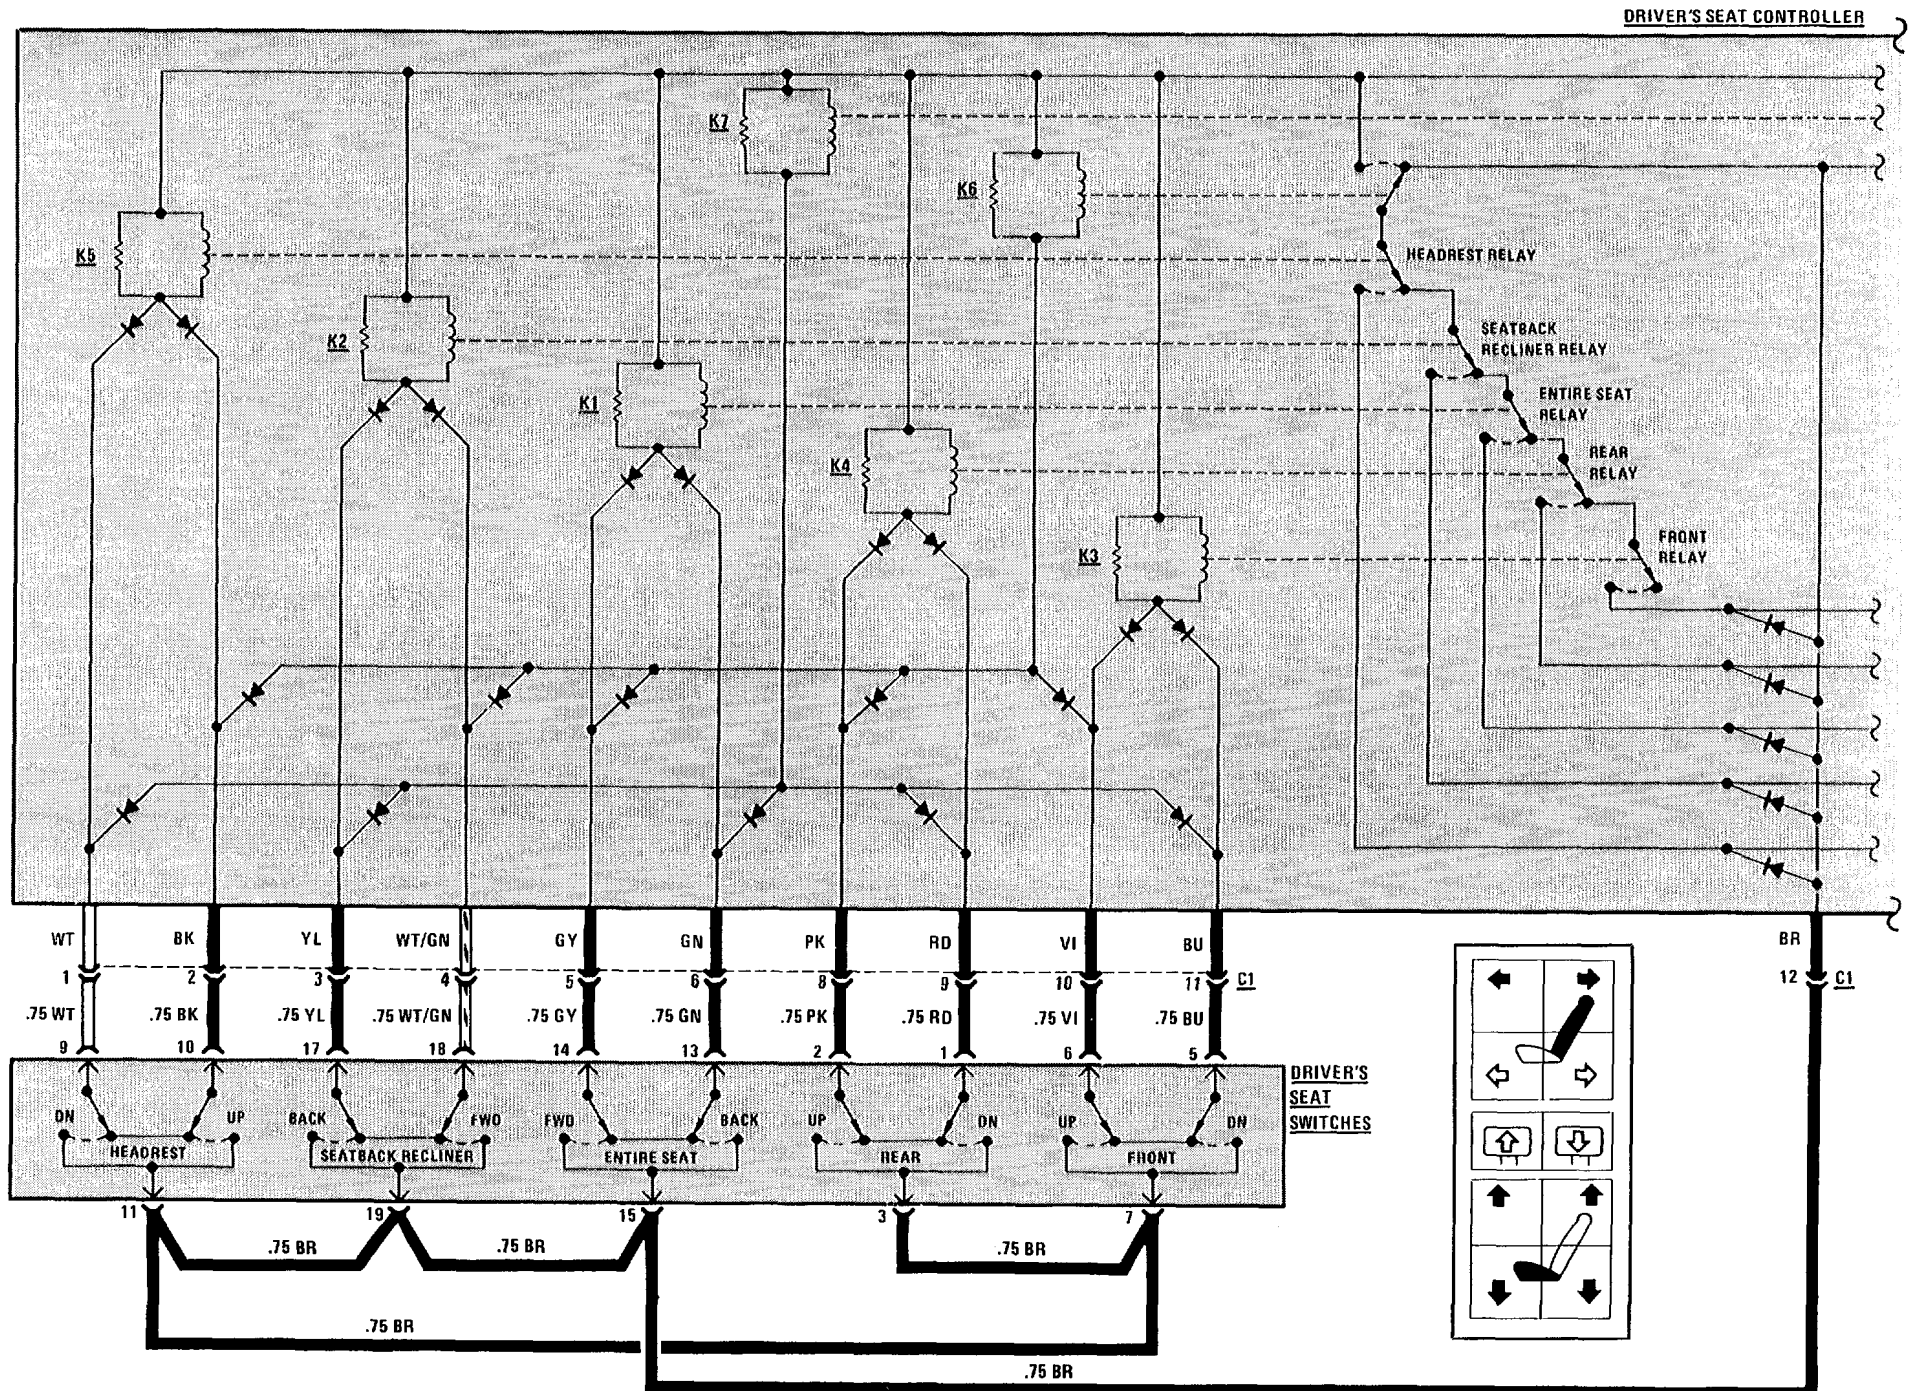 DRIVER'S SEAT CONTROLLER
K7
K6
K5
HEADREST RELAY
K2
SEATBACK
RECLINER RELAY
K1
ENTIRE SEAT
RELAY
K4
REAR
RELAY
K3
FRONT
RELAY
WT BK YL WT/GN GY GN PK RD VI BU BR
1 2 3 4 5 6 8 9 10 11 C1 12 C1
.75 WT .75 BK .75 YL .75 WT/GN .75 GY .75 GN .75 PK .75 RD .75 VI .75 BU
9 10 17 18 14 13 2 1 6 5
DRIVER'S
SEAT
SWITCHES
DN UP BACK FWD FWD BACK UP DN UP DN
HEADREST SEATBACK RECLINER ENTIRE SEAT REAR FRONT
11 19 15 3 7
.75 BR .75 BR .75 BR
.75 BR
.75 BR